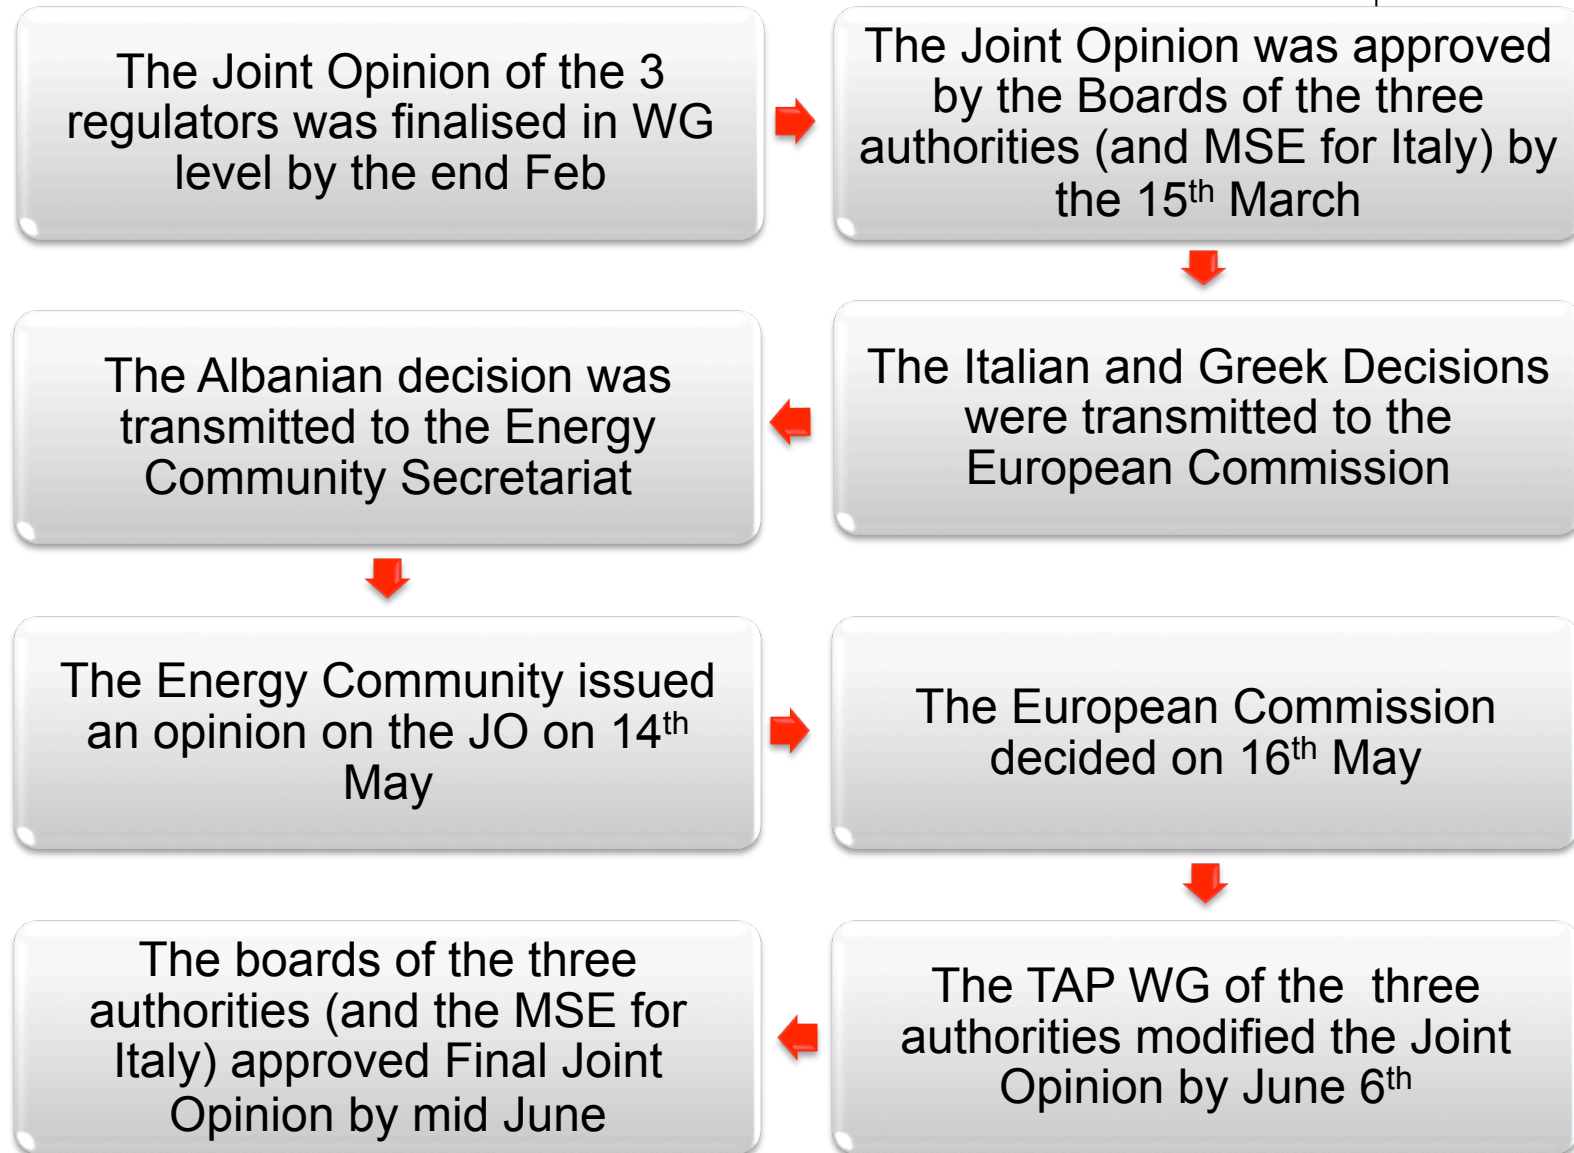 The Joint Opinion of the 3
regulators was finalised in WG
level by the end Feb
The Joint Opinion was approved
by the Boards of the three
authorities (and MSE for Italy) by
the 15th March
The Italian and Greek Decisions
were transmitted to the
European Commission
The Albanian decision was
transmitted to the Energy
Community Secretariat
The Energy Community issued
an opinion on the JO on 14th
May
The European Commission
decided on 16th May
The TAP WG of the  three
authorities modified the Joint
Opinion by June 6th
The boards of the three
authorities (and the MSE for
Italy) approved Final Joint
Opinion by mid June